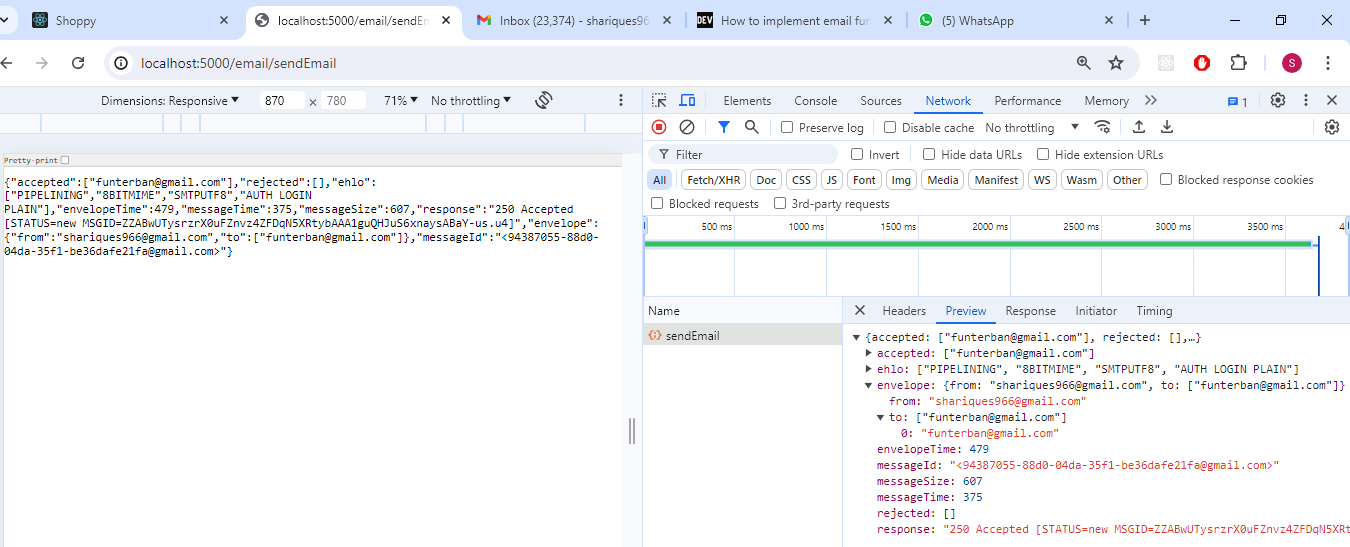 Shoppy
localhost:5000/email/sendEm
Inbox (23,374) - shariques96
DEV How to implement email fun
(5) WhatsApp
localhost:5000/email/sendEmail
S
Dimensions: Responsive 870 × 780 71% No throttling
Elements Console Sources Network Performance Memory 1
Preserve log Disable cache No throttling
Filter Invert Hide data URLs Hide extension URLs
All Fetch/XHR Doc CSS JS Font Img Media Manifest WS Wasm Other Blocked response cookies
Blocked requests 3rd-party requests
500 ms 1000 ms 1500 ms 2000 ms 2500 ms 3000 ms 3500 ms 4
Pretty-print
{"accepted":["funterban@gmail.com"],"rejected":[],"ehlo":
["PIPELINING","8BITMIME","SMTPUTF8","AUTH LOGIN
PLAIN"],"envelopeTime":479,"messageTime":375,"messageSize":607,"response":"250 Accepted
[STATUS=new MSGID=ZZABwUTysrzrX0uFZnvz4ZFDqN5XRtybAAA1guQHJuS6xnaysABaY-us.u4]","envelope":
{"from":"shariques966@gmail.com","to":["funterban@gmail.com"]},"messageId":"<94387055-88d0-
04da-35f1-be36dafe21fa@gmail.com>"}
Name
sendEmail
Headers Preview Response Initiator Timing
{accepted: ["funterban@gmail.com"], rejected: [],…}
accepted: ["funterban@gmail.com"]
ehlo: ["PIPELINING", "8BITMIME", "SMTPUTF8", "AUTH LOGIN PLAIN"]
envelope: {from: "shariques966@gmail.com", to: ["funterban@gmail.com"]}
from: "shariques966@gmail.com"
to: ["funterban@gmail.com"]
0: "funterban@gmail.com"
envelopeTime: 479
messageId: "<94387055-88d0-04da-35f1-be36dafe21fa@gmail.com>"
messageSize: 607
messageTime: 375
rejected: []
response: "250 Accepted [STATUS=new MSGID=ZZABwUTysrzrX0uFZnvz4ZFDqN5XRt